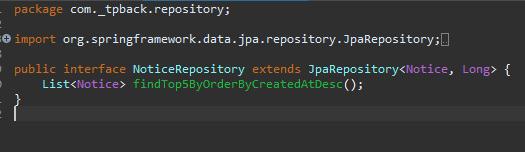 package com._tpback.repository;
import org.springframework.data.jpa.repository.JpaRepository;
public interface NoticeRepository extends JpaRepository<Notice, Long> {
    List<Notice> findTop5ByOrderByCreatedAtDesc();
}